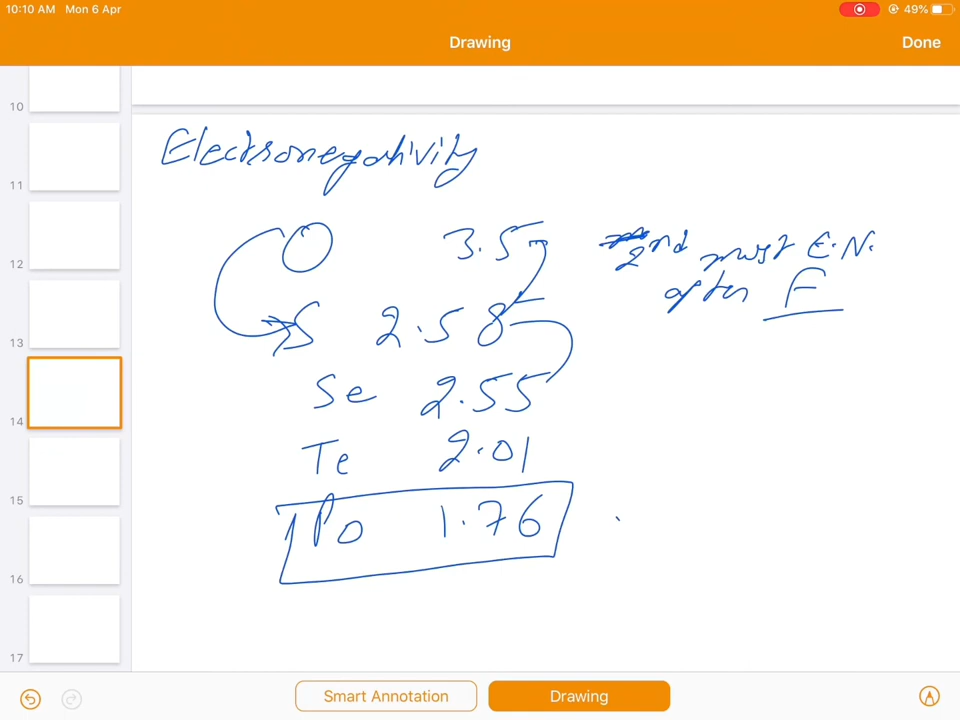 10:10 AM Mon 6 Apr
49%
Drawing
Done
10
11
12
13
14
15
16
17
Electronegativity
O 3.5
2nd must E.N.
after F
S 2.58
Se 2.55
Te 2.01
Po 1.76
Smart Annotation
Drawing